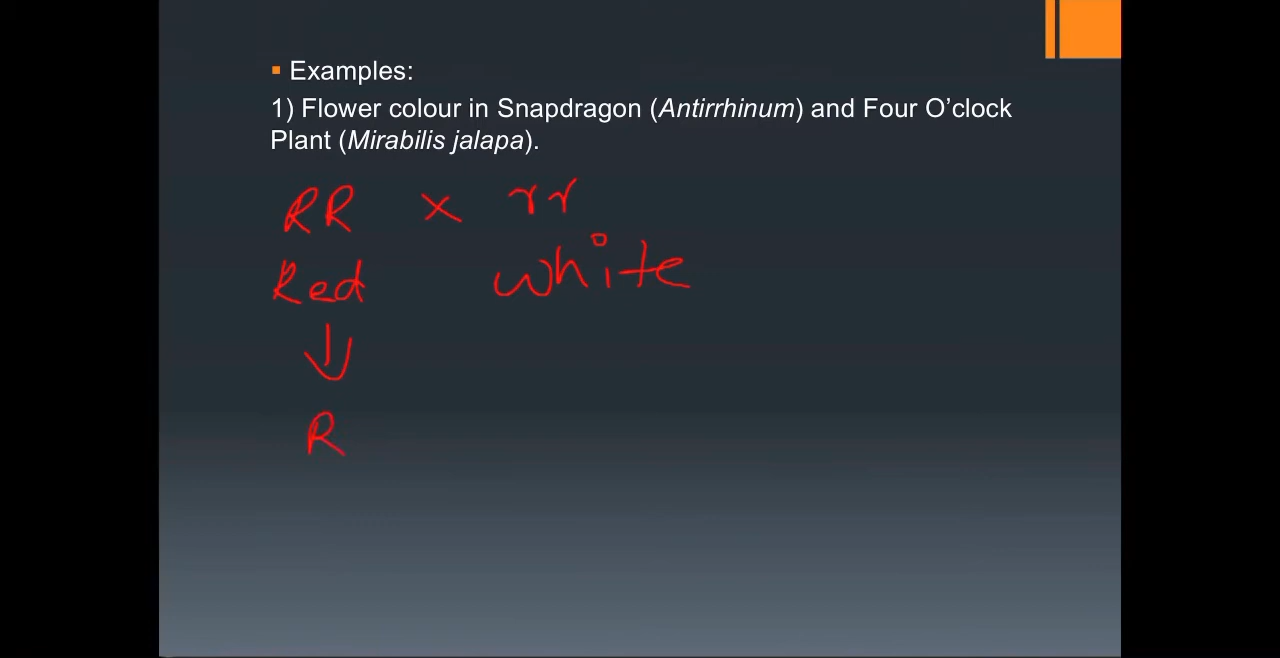 Examples:
1) Flower colour in Snapdragon (Antirrhinum) and Four O’clock
Plant (Mirabilis jalapa).
RR × rr
Red white
↓
R